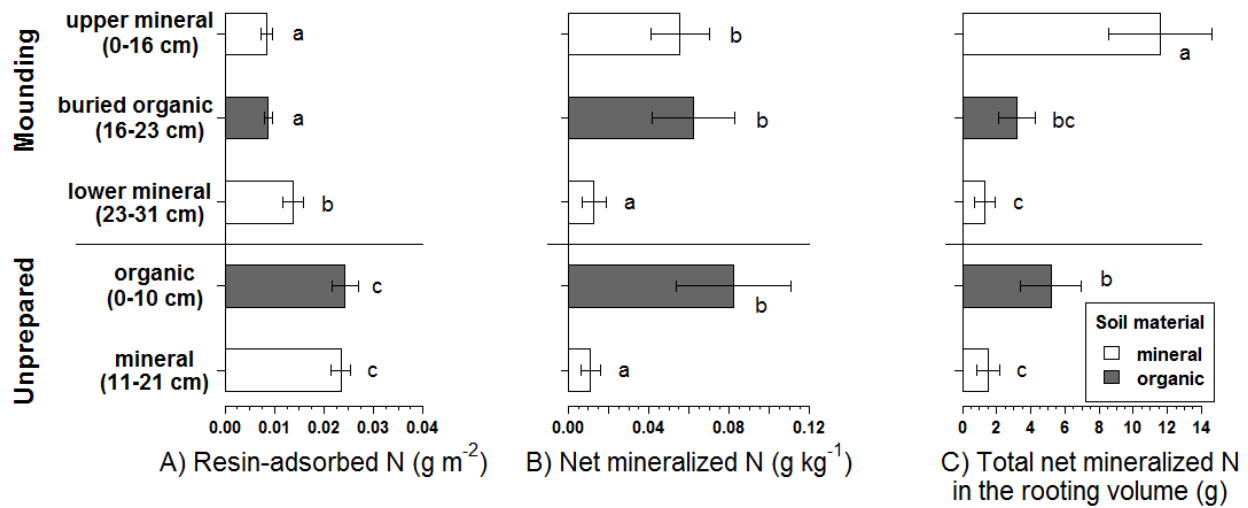 Mounding
upper mineral
(0-16 cm)
buried organic
(16-23 cm)
lower mineral
(23-31 cm)
Unprepared
organic
(0-10 cm)
mineral
(11-21 cm)
a
a
b
c
c
0.00 0.01 0.02 0.03 0.04
A) Resin-adsorbed N (g m⁻²)
b
b
a
b
a
0.00 0.04 0.08 0.12
B) Net mineralized N (g kg⁻¹)
a
bc
c
b
c
0 2 4 6 8 10 12 14
C) Total net mineralized N
in the rooting volume (g)
Soil material
mineral
organic